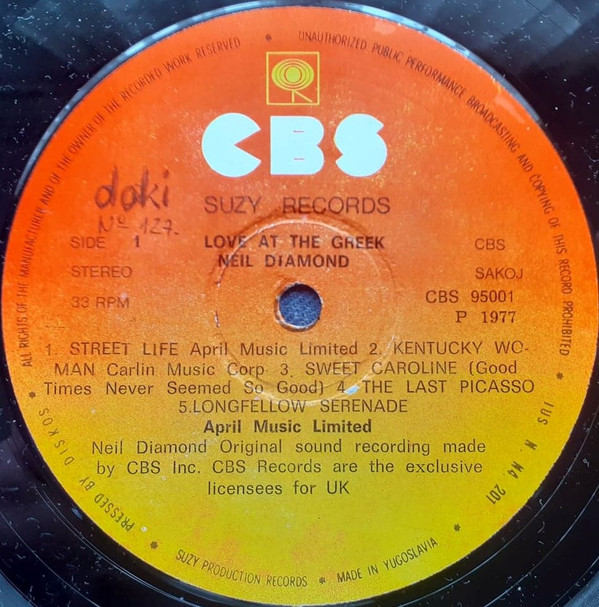 ALL RIGHTS OF THE MANUFACTURER AND OF THE OWNER OF THE RECORDED WORK RESERVED * UNAUTHORIZED PUBLIC PERFORMANCE BROADCASTING AND COPYING OF THIS RECORD PROHIBITED *
CBS
SUZY RECORDS
doki
No 127.
SIDE 1
LOVE AT THE GREEK
CBS
NEIL DIAMOND
STEREO
SAKOJ
33 RPM
CBS 95001
P 1977
1. STREET LIFE April Music Limited 2. KENTUCKY WO-
MAN Carlin Music Corp 3. SWEET CAROLINE (Good
Times Never Seemed So Good) 4. THE LAST PICASSO
5.LONGFELLOW SERENADE
April Music Limited
Neil Diamond Original sound recording made
by CBS Inc. CBS Records are the exclusive
licensees for UK
PRESSED BY DISKOS * SUZY PRODUCTION RECORDS * MADE IN YUGOSLAVIA * JUS N. N4 201